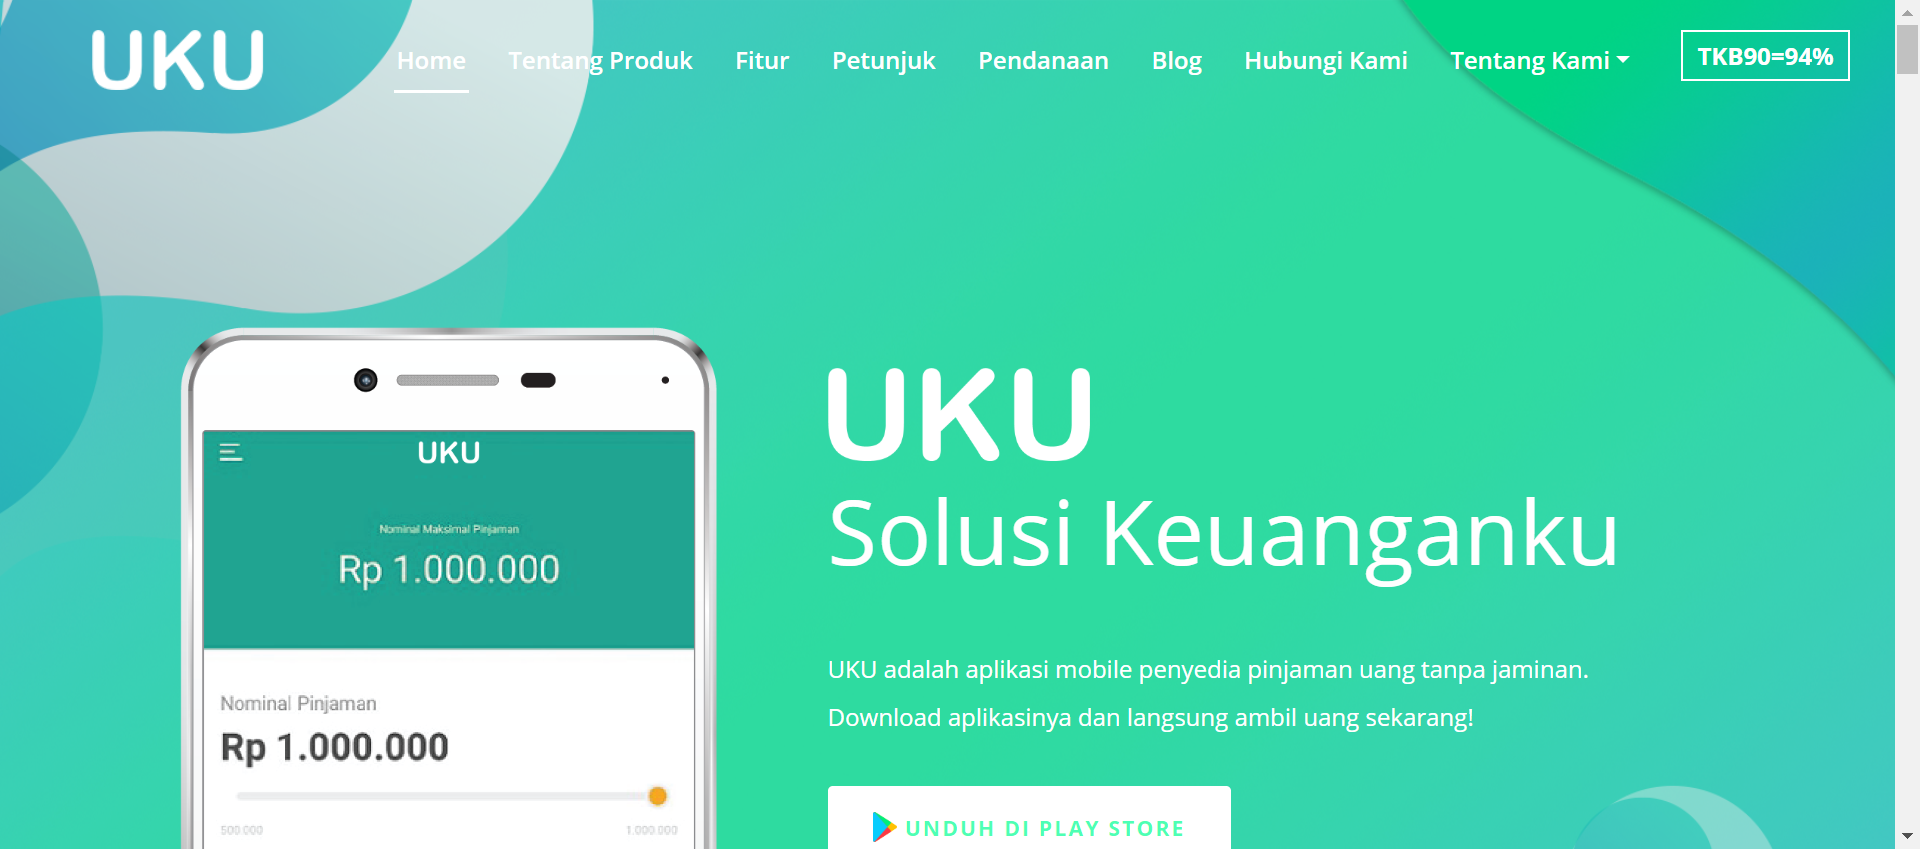 UKU
Home Tentang Produk Fitur Petunjuk Pendanaan Blog Hubungi Kami Tentang Kami TKB90=94%
UKU
Nominal Maksimal Pinjaman
Rp 1.000.000
Nominal Pinjaman
Rp 1.000.000
500.000 1.000.000
UKU
Solusi Keuanganku
UKU adalah aplikasi mobile penyedia pinjaman uang tanpa jaminan.
Download aplikasinya dan langsung ambil uang sekarang!
UNDUH DI PLAY STORE